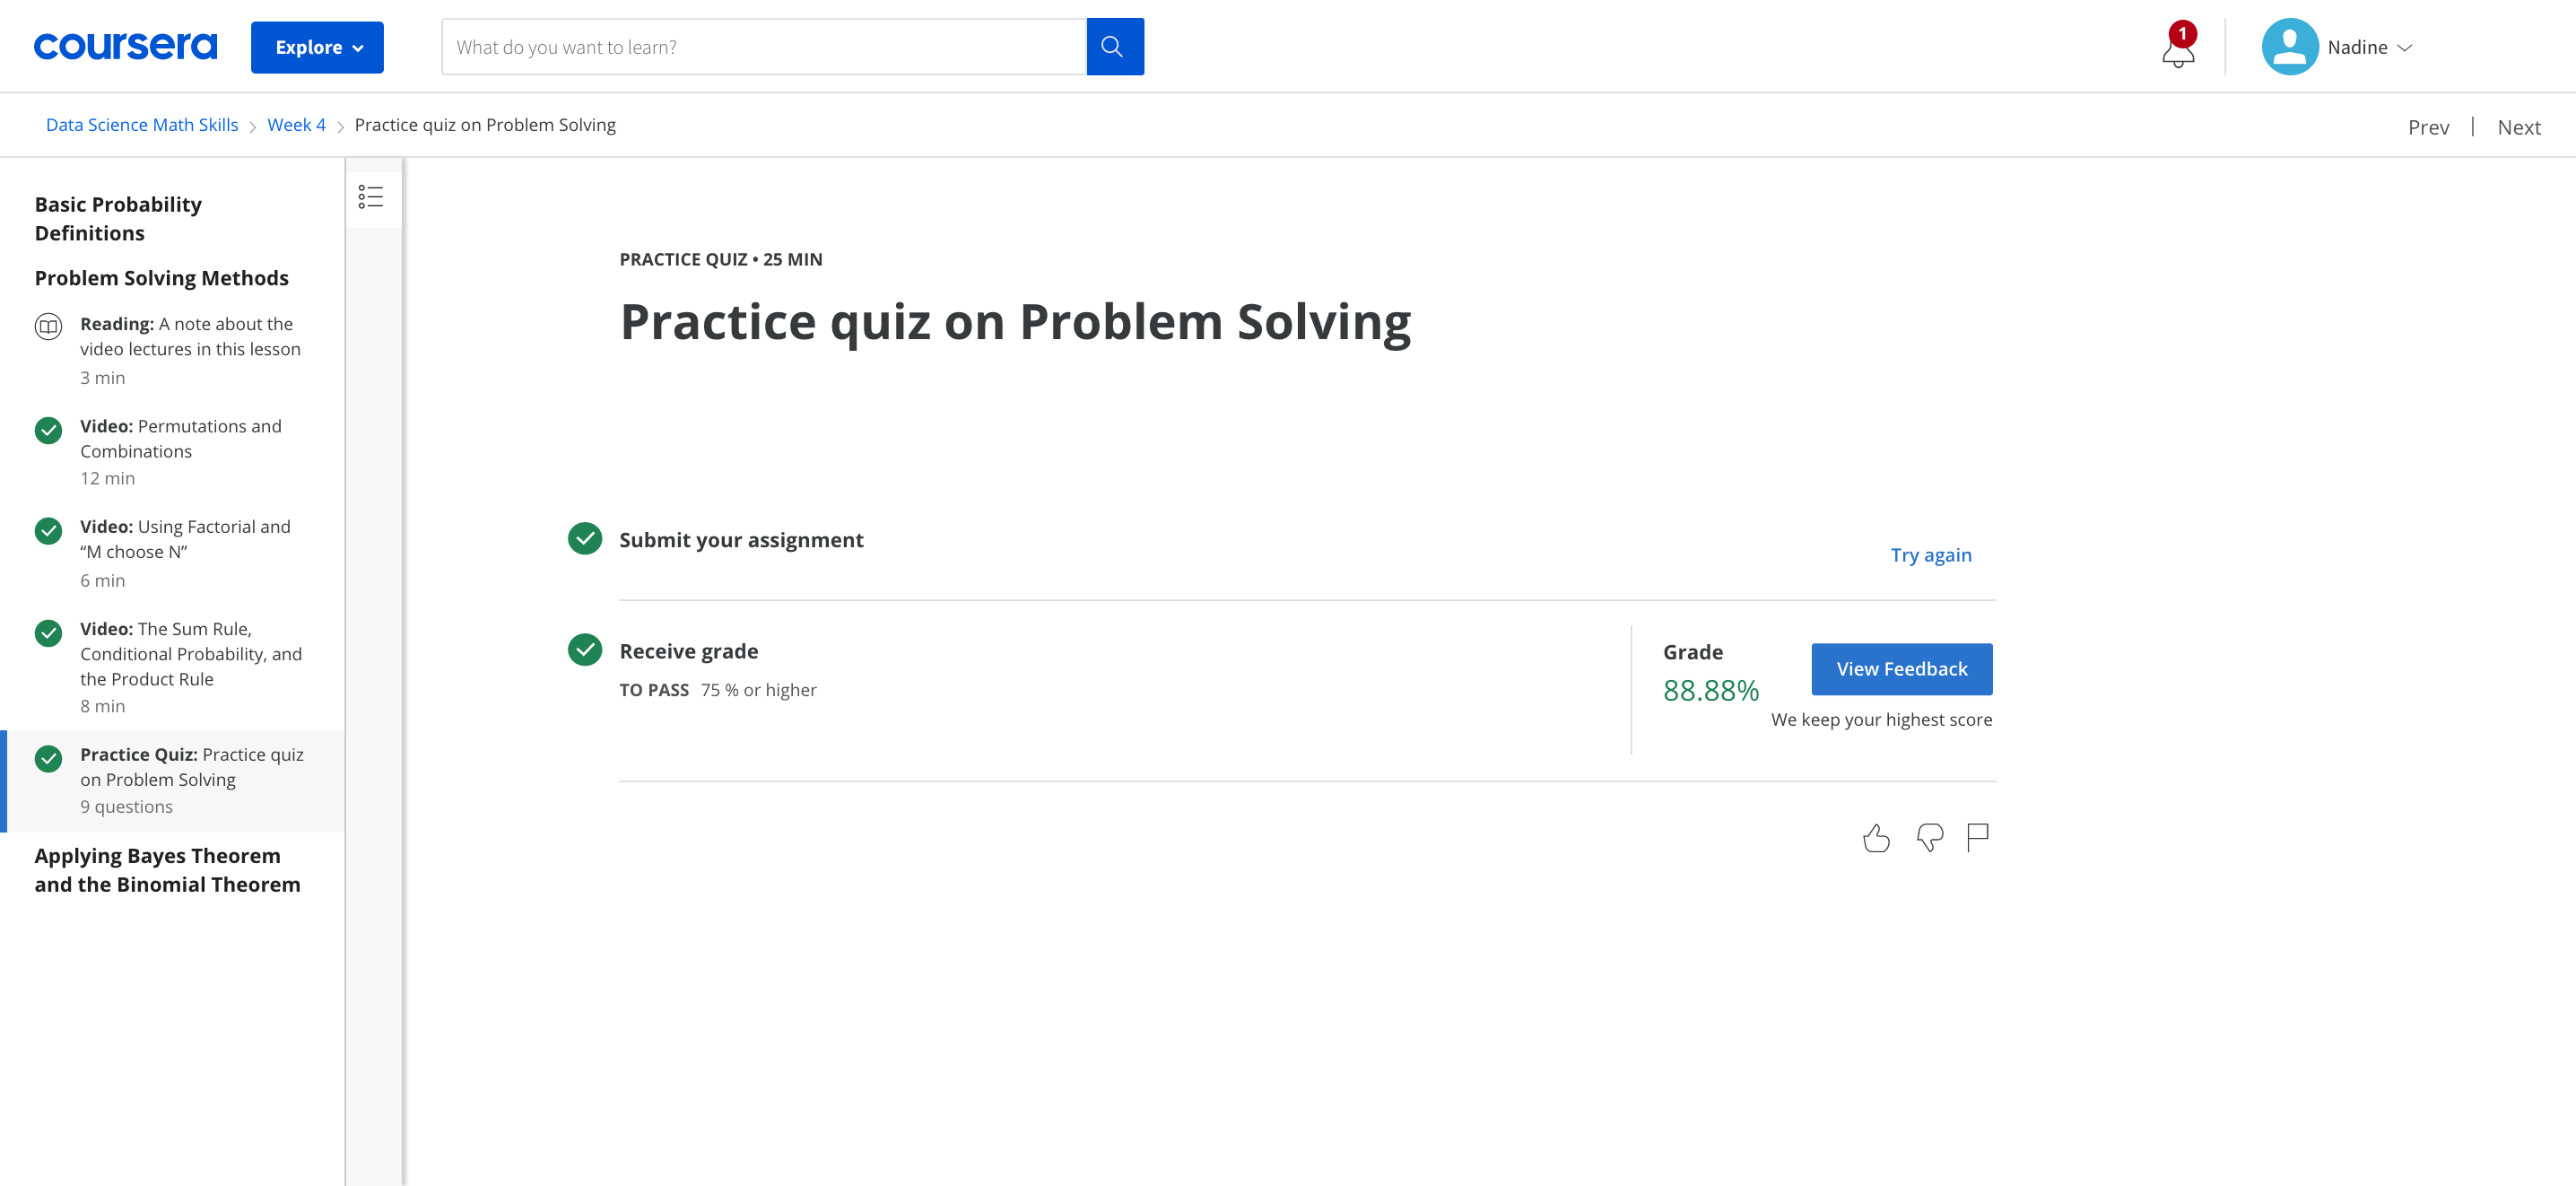 coursera
Explore
What do you want to learn?
1
Nadine
Data Science Math Skills
Week 4
Practice quiz on Problem Solving
Prev
Next
Basic Probability
Definitions
Problem Solving Methods
Reading: A note about the
video lectures in this lesson
3 min
Video: Permutations and
Combinations
12 min
Video: Using Factorial and
“M choose N”
6 min
Video: The Sum Rule,
Conditional Probability, and
the Product Rule
8 min
Practice Quiz: Practice quiz
on Problem Solving
9 questions
Applying Bayes Theorem
and the Binomial Theorem
PRACTICE QUIZ • 25 MIN
Practice quiz on Problem Solving
Submit your assignment
Try again
Receive grade
TO PASS 75 % or higher
Grade
88.88%
View Feedback
We keep your highest score